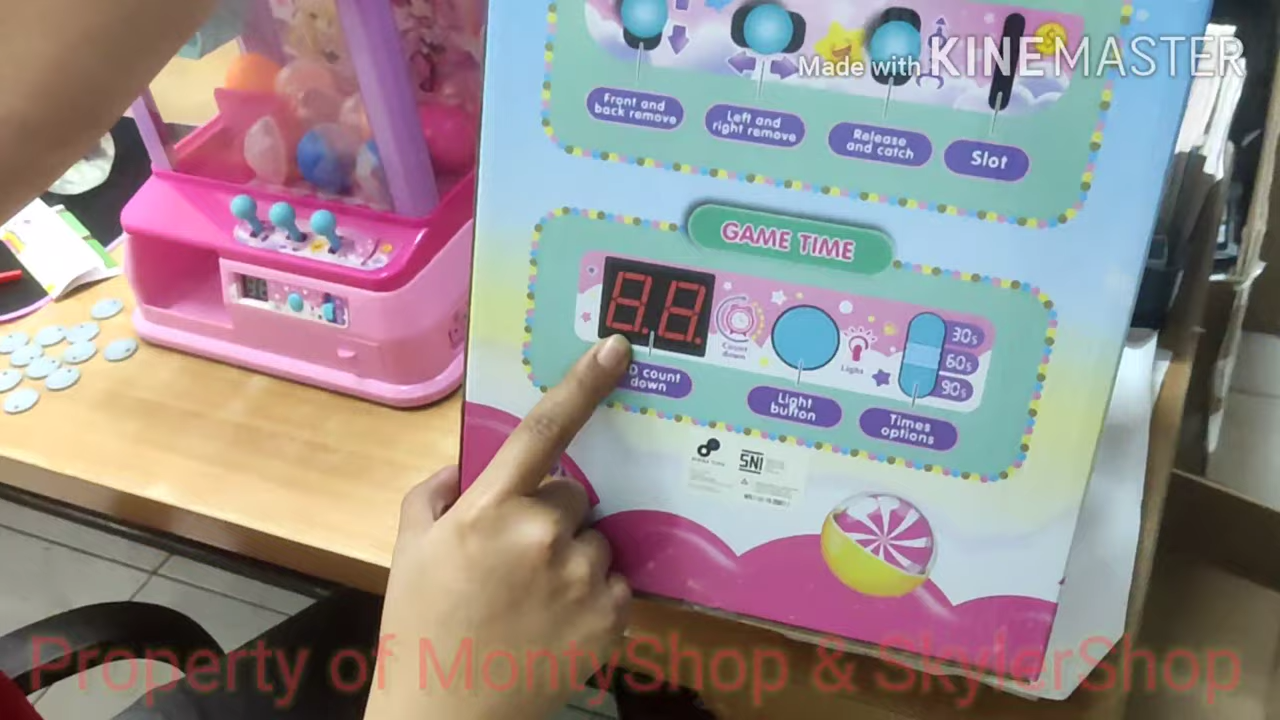 Made with KINEMASTER
Front and
back remove
Left and
right remove
Release
and catch
Slot
GAME TIME
88
Count
down
Light
30s
60s
90s
D count
down
Light
button
Times
options
SNI
Property of MontyShop & SkylerShop